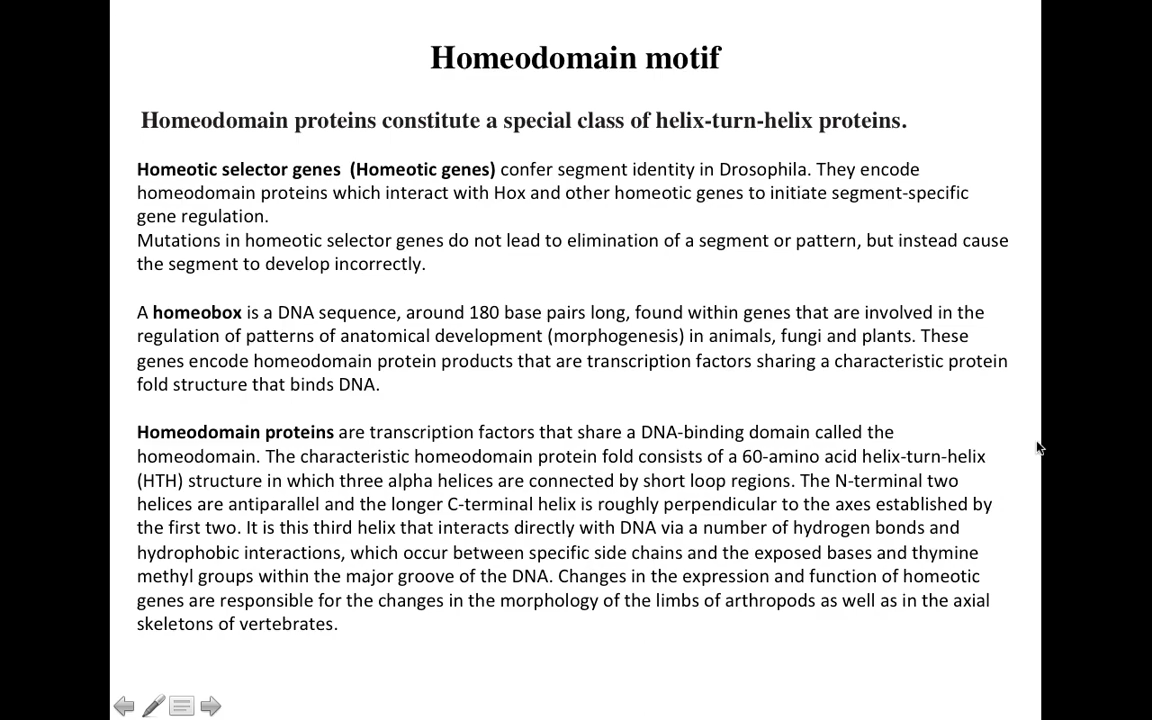 Homeodomain motif
Homeodomain proteins constitute a special class of helix-turn-helix proteins.
Homeotic selector genes  (Homeotic genes) confer segment identity in Drosophila. They encode
homeodomain proteins which interact with Hox and other homeotic genes to initiate segment-specific
gene regulation.
Mutations in homeotic selector genes do not lead to elimination of a segment or pattern, but instead cause
the segment to develop incorrectly.
A homeobox is a DNA sequence, around 180 base pairs long, found within genes that are involved in the
regulation of patterns of anatomical development (morphogenesis) in animals, fungi and plants. These
genes encode homeodomain protein products that are transcription factors sharing a characteristic protein
fold structure that binds DNA.
Homeodomain proteins are transcription factors that share a DNA-binding domain called the
homeodomain. The characteristic homeodomain protein fold consists of a 60-amino acid helix-turn-helix
(HTH) structure in which three alpha helices are connected by short loop regions. The N-terminal two
helices are antiparallel and the longer C-terminal helix is roughly perpendicular to the axes established by
the first two. It is this third helix that interacts directly with DNA via a number of hydrogen bonds and
hydrophobic interactions, which occur between specific side chains and the exposed bases and thymine
methyl groups within the major groove of the DNA. Changes in the expression and function of homeotic
genes are responsible for the changes in the morphology of the limbs of arthropods as well as in the axial
skeletons of vertebrates.